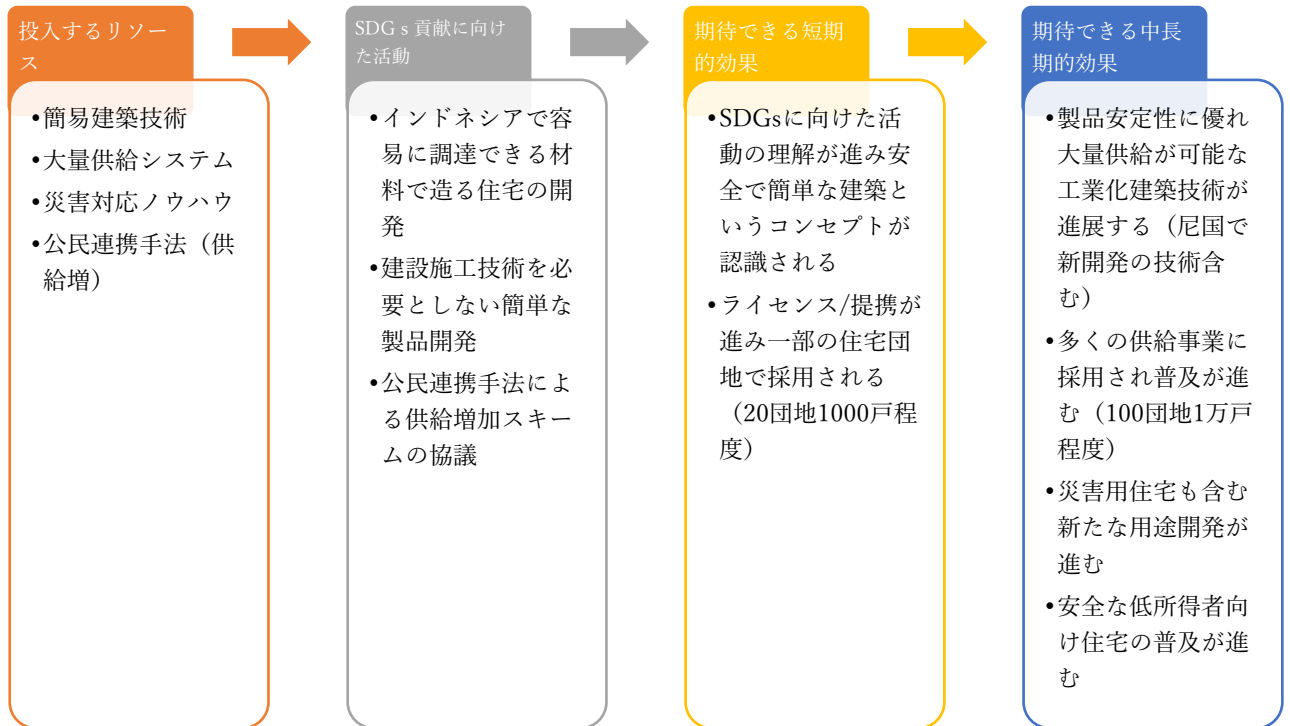 投入するリソー
ス
•簡易建築技術
•大量供給システム
•災害対応ノウハウ
•公民連携手法（供
給増）
SDGｓ貢献に向け
た活動
•インドネシアで容
易に調達できる材
料で造る住宅の開
発
•建設施工技術を必
要としない簡単な
製品開発
•公民連携手法によ
る供給増加スキー
ムの協議
期待できる短期
的効果
•SDGsに向けた活
動の理解が進み安
全で簡単な建築と
いうコンセプトが
認識される
•ライセンス/提携が
進み一部の住宅団
地で採用される
（20団地1000戸程
度）
期待できる中長
期的効果
•製品安定性に優れ
大量供給が可能な
工業化建築技術が
進展する（尼国で
新開発の技術含
む）
•多くの供給事業に
採用され普及が進
む（100団地1万戸
程度）
•災害用住宅も含む
新たな用途開発が
進む
•安全な低所得者向
け住宅の普及が進
む